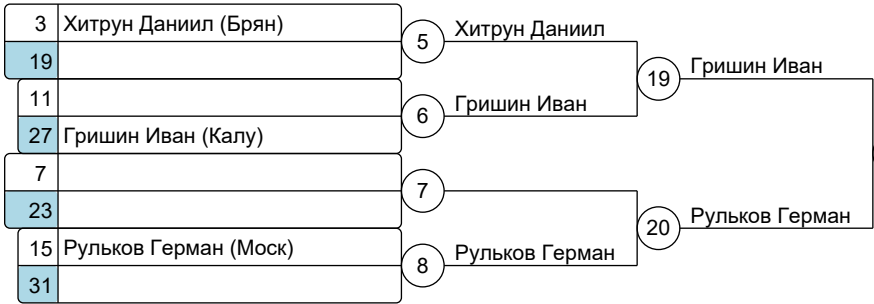 3 Хитрун Даниил (Брян)
19
5 Хитрун Даниил
11
27 Гришин Иван (Калу)
6 Гришин Иван
19 Гришин Иван
7
23
7
15 Рульков Герман (Моск)
31
8 Рульков Герман
20 Рульков Герман